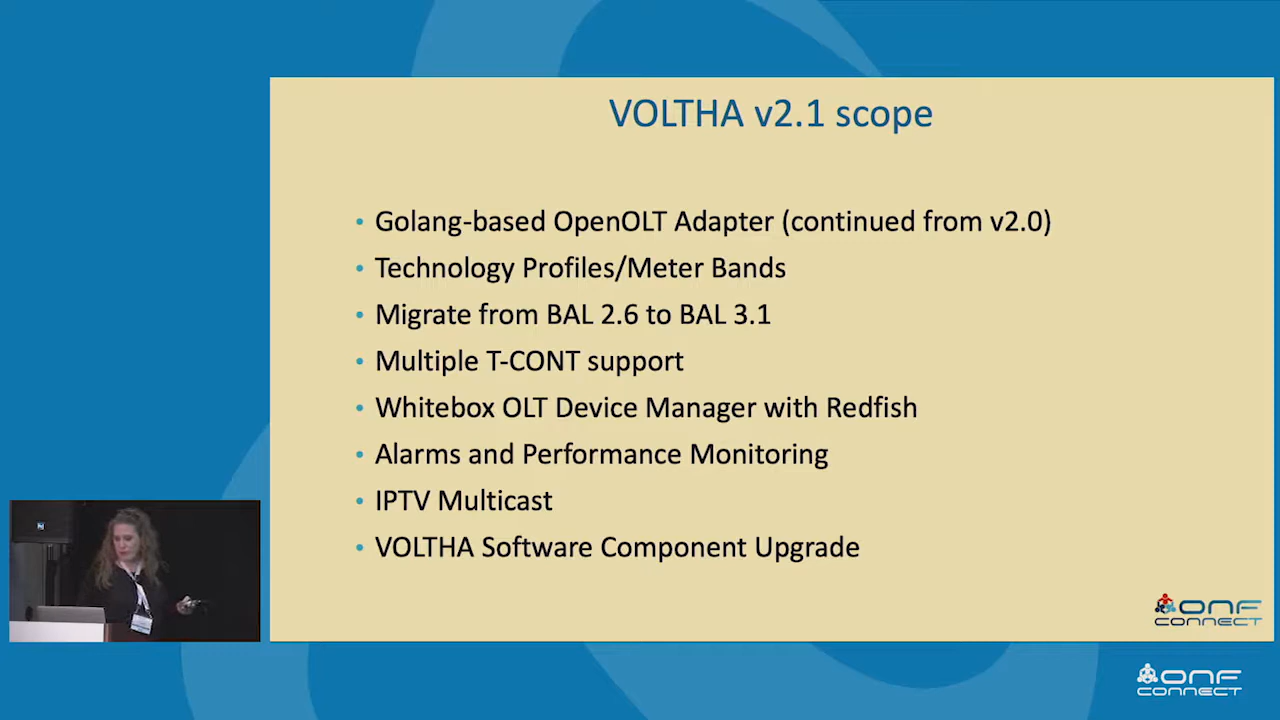 VOLTHA v2.1 scope
• Golang-based OpenOLT Adapter (continued from v2.0)
• Technology Profiles/Meter Bands
• Migrate from BAL 2.6 to BAL 3.1
• Multiple T-CONT support
• Whitebox OLT Device Manager with Redfish
• Alarms and Performance Monitoring
• IPTV Multicast
• VOLTHA Software Component Upgrade
ONF
CONNECT
ONF
CONNECT